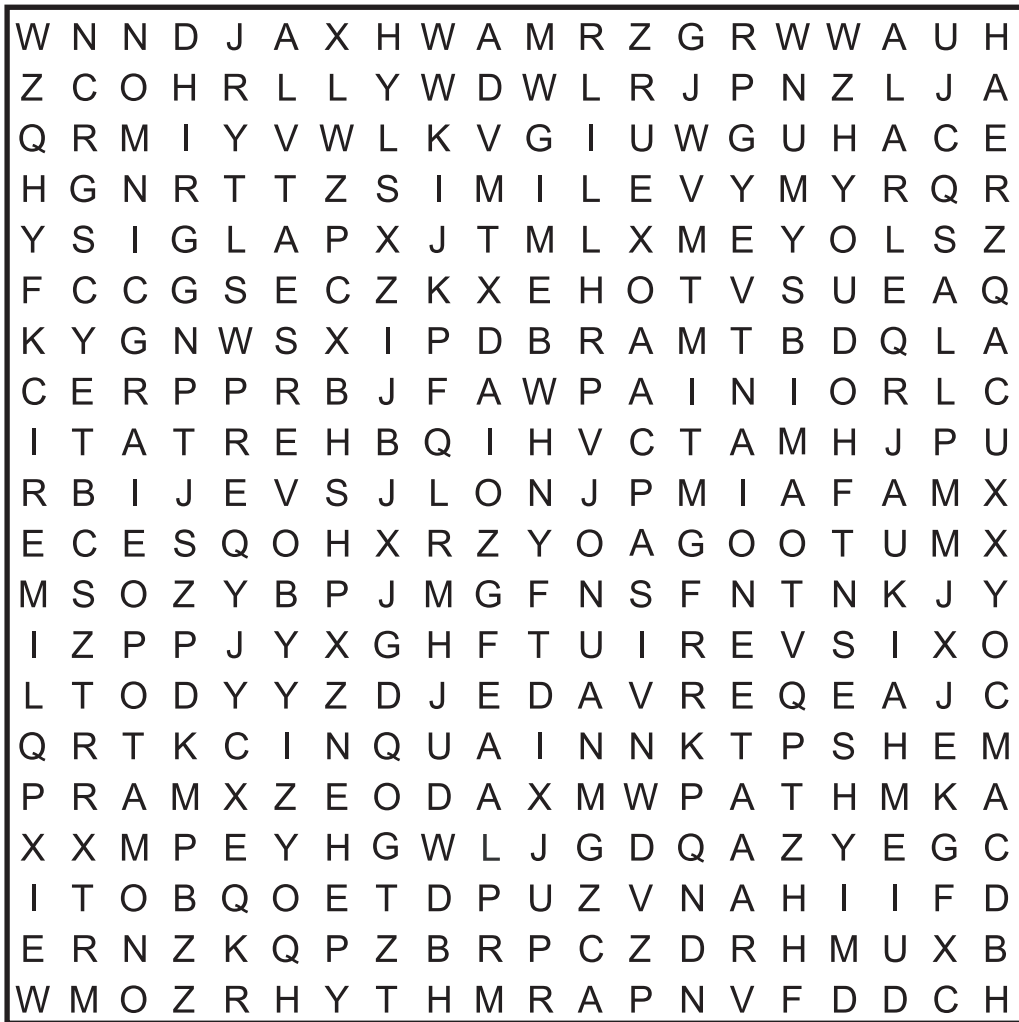 W N N D J A X H W A M R Z G R W W A U H
Z C O H R L L Y W D W L R J P N Z L J A
Q R M I Y V W L K V G I U W G U H A C E
H G N R T T Z S I M I L E V Y M Y R Q R
Y S I G L A P X J T M L X M E Y O L S Z
F C C G S E C Z K X E H O T V S U E A Q
K Y G N W S X I P D B R A M T B D Q L A
C E R P P R B J F A W P A I N I O R L C
I T A T R E H B Q I H V C T A M H J P U
R B I J E V S J L O N J P M I A F A M X
E C E S Q O H X R Z Y O A G O O T U M X
M S O Z Y B P J M G F N S F N T N K J Y
I Z P P J Y X G H F T U I R E V S I X O
L T O D Y Y Z D J E D A V R E Q E A J C
Q R T K C I N Q U A I N N K T P S H E M
P R A M X Z E O D A X M W P A T H M K A
X X M P E Y H G W L J G D Q A Z Y E G C
I T O B Q O E T D P U Z V N A H I I F D
E R N Z K Q P Z B R P C Z D R H M U X B
W M O Z R H Y T H M R A P N V F D D C H